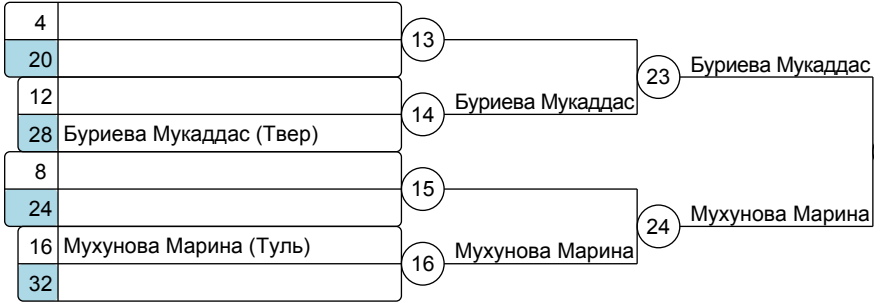 4
13
20
23 Буриева Мукаддас
12
14 Буриева Мукаддас
28 Буриева Мукаддас (Твер)
8
15
24
24 Мухунова Марина
16 Мухунова Марина (Туль)
16 Мухунова Марина
32